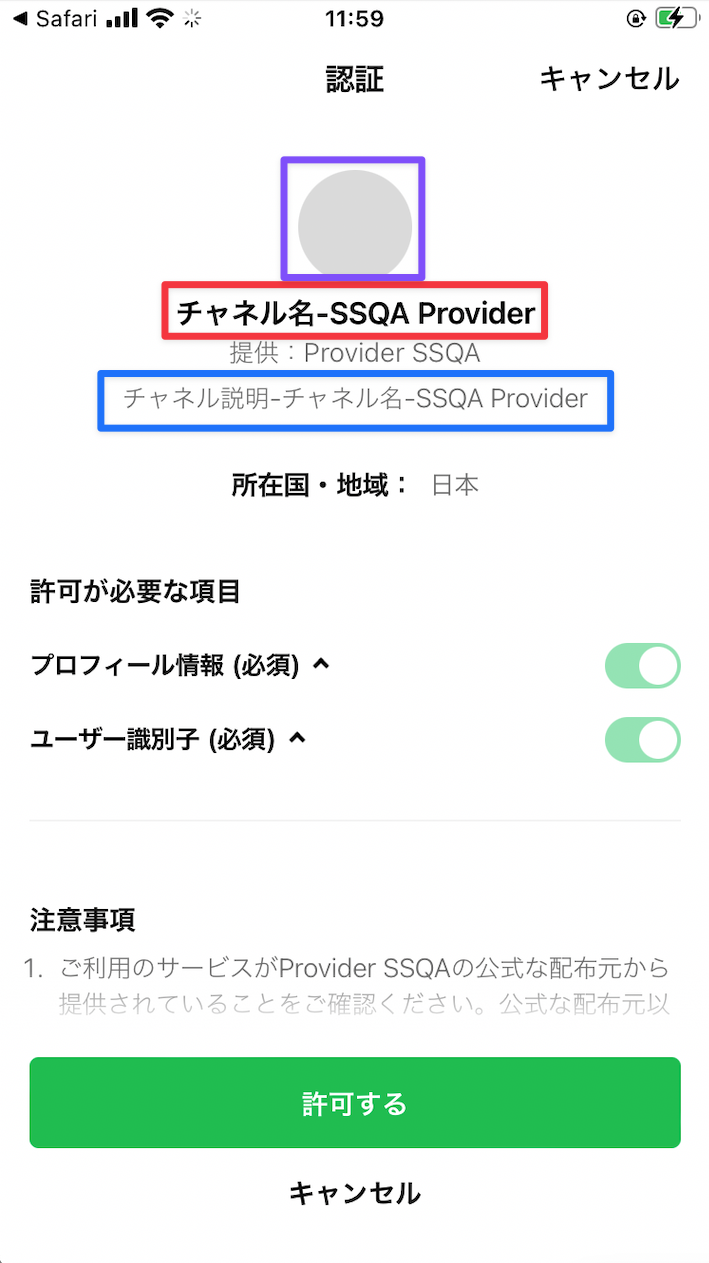 Safari
11:59
認証
キャンセル
チャネル名-SSQA Provider
提供：Provider SSQA
チャネル説明-チャネル名-SSQA Provider
所在国・地域： 日本
許可が必要な項目
プロフィール情報 (必須)
ユーザー識別子 (必須)
注意事項
1. ご利用のサービスがProvider SSQAの公式な配布元から
提供されていることをご確認ください。公式な配布元以
許可する
キャンセル